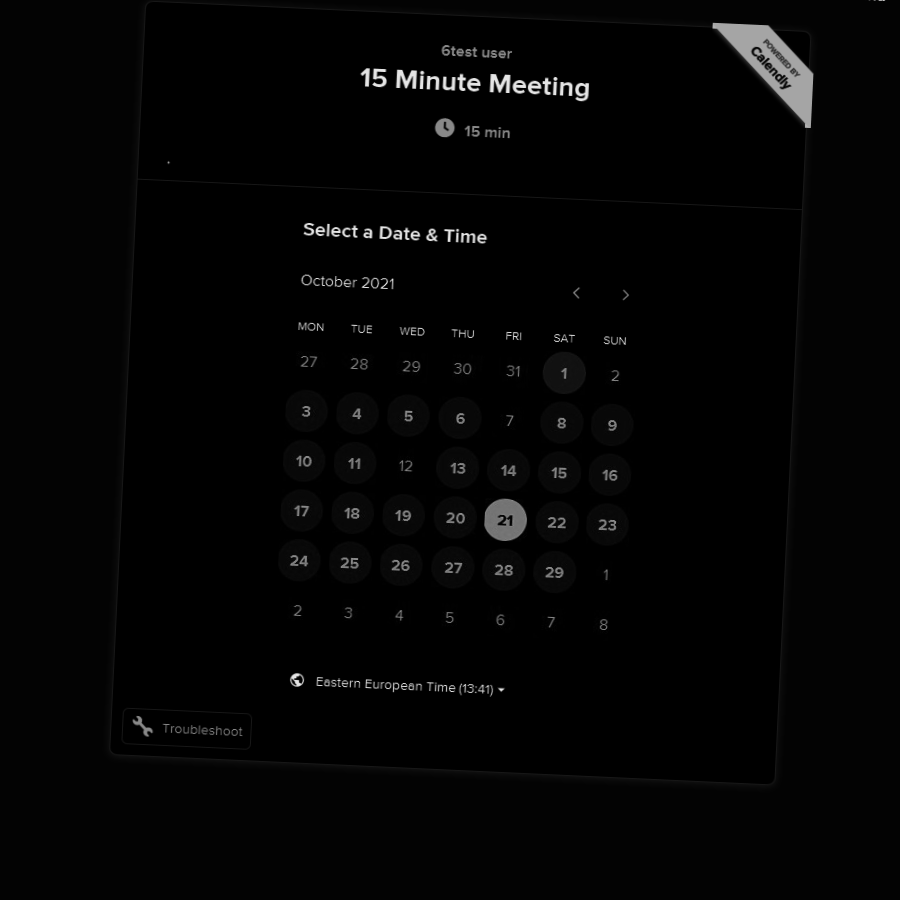 POWERED BY
Calendly
6test user
15 Minute Meeting
15 min
Select a Date & Time
October 2021
MON TUE WED THU FRI SAT SUN
27 28 29 30 31 1 2
3 4 5 6 7 8 9
10 11 12 13 14 15 16
17 18 19 20 21 22 23
24 25 26 27 28 29 1
2 3 4 5 6 7 8
Eastern European Time (13:41)
Troubleshoot